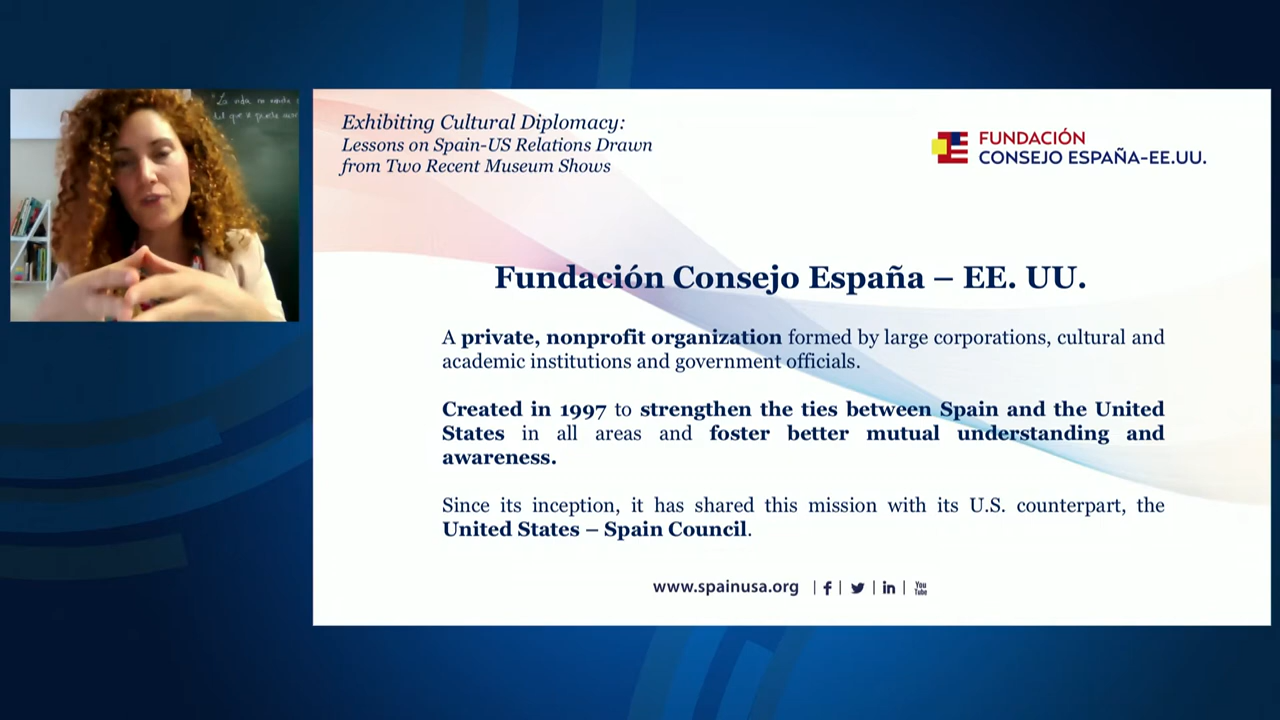 "La vida no
Exhibiting Cultural Diplomacy:
Lessons on Spain-US Relations Drawn
from Two Recent Museum Shows
FUNDACIÓN
CONSEJO ESPAÑA-EE.UU.
Fundación Consejo España – EE. UU.
A private, nonprofit organization formed by large corporations, cultural and
academic institutions and government officials.
Created in 1997 to strengthen the ties between Spain and the United
States in all areas and foster better mutual understanding and
awareness.
Since its inception, it has shared this mission with its U.S. counterpart, the
United States – Spain Council.
www.spainusa.org | f | | in | You
Tube